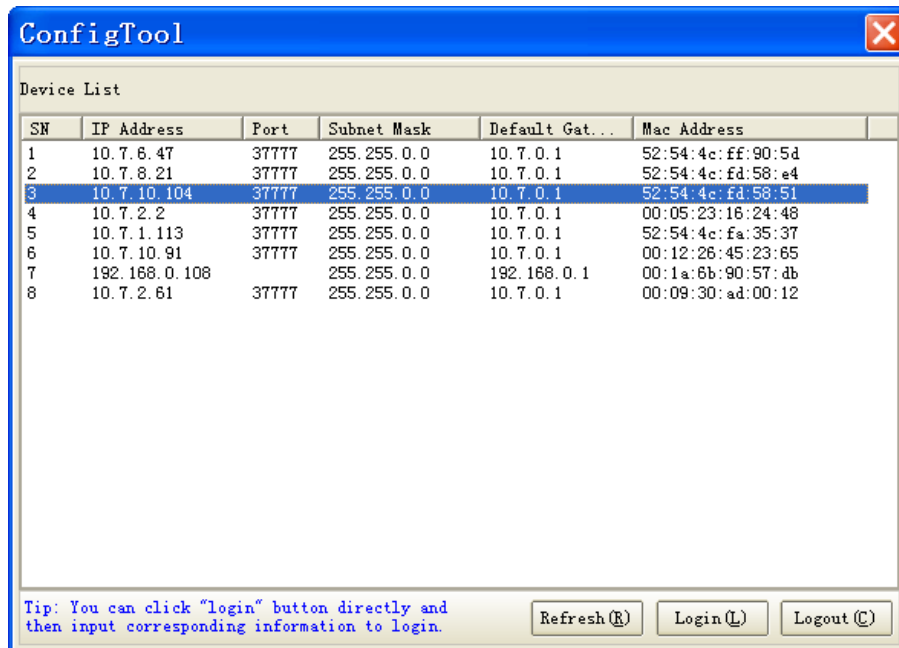 ConfigTool
Device List
SN IP Address Port Subnet Mask Default Gat... Mac Address
1 10.7.6.47 37777 255.255.0.0 10.7.0.1 52:54:4c:ff:90:5d
2 10.7.8.21 37777 255.255.0.0 10.7.0.1 52:54:4c:fd:58:e4
3 10.7.10.104 37777 255.255.0.0 10.7.0.1 52:54:4c:fd:58:51
4 10.7.2.2 37777 255.255.0.0 10.7.0.1 00:05:23:16:24:48
5 10.7.1.113 37777 255.255.0.0 10.7.0.1 52:54:4c:fa:35:37
6 10.7.10.91 37777 255.255.0.0 10.7.0.1 00:12:26:45:23:65
7 192.168.0.108 255.255.0.0 192.168.0.1 00:1a:6b:90:57:db
8 10.7.2.61 37777 255.255.0.0 10.7.0.1 00:09:30:ad:00:12
Tip: You can click "login" button directly and
then input corresponding information to login.
Refresh(R) Login(L) Logout(C)